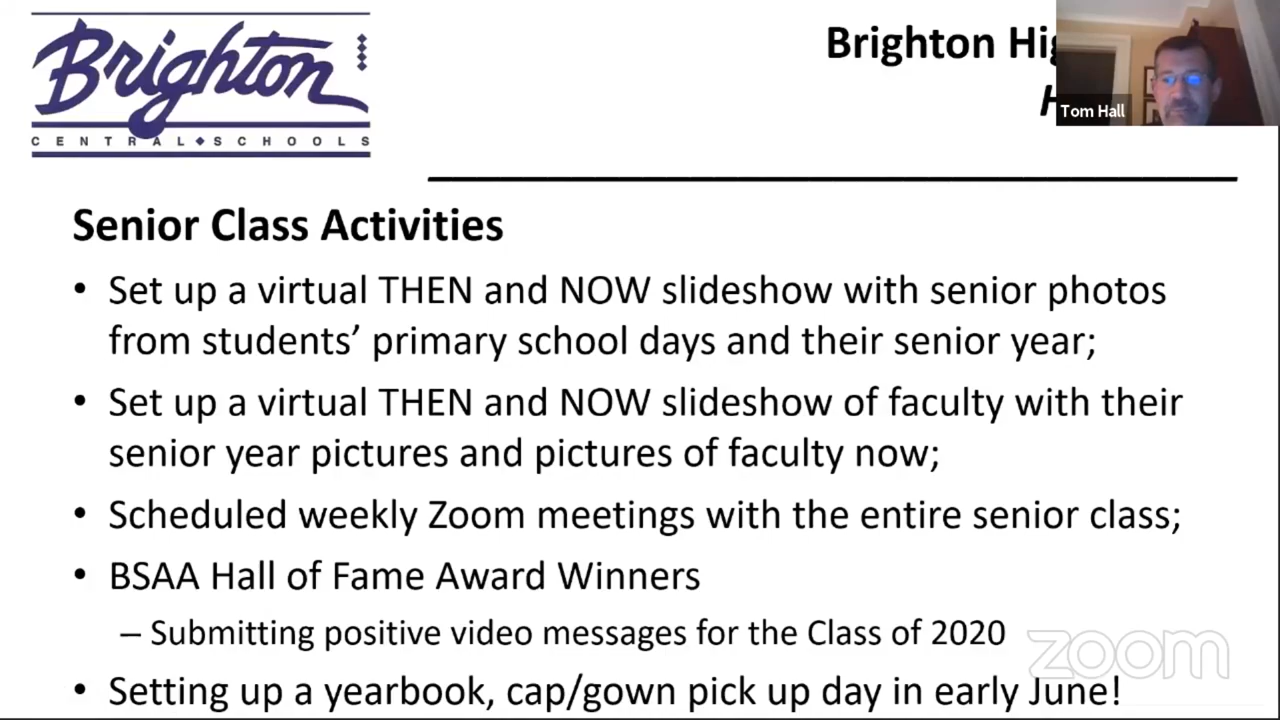 Brighton
CENTRAL◆SCHOOLS
Brighton Hig
H
Tom Hall
Senior Class Activities
• Set up a virtual THEN and NOW slideshow with senior photos
from students’ primary school days and their senior year;
• Set up a virtual THEN and NOW slideshow of faculty with their
senior year pictures and pictures of faculty now;
• Scheduled weekly Zoom meetings with the entire senior class;
• BSAA Hall of Fame Award Winners
– Submitting positive video messages for the Class of 2020
zoom
• Setting up a yearbook, cap/gown pick up day in early June!